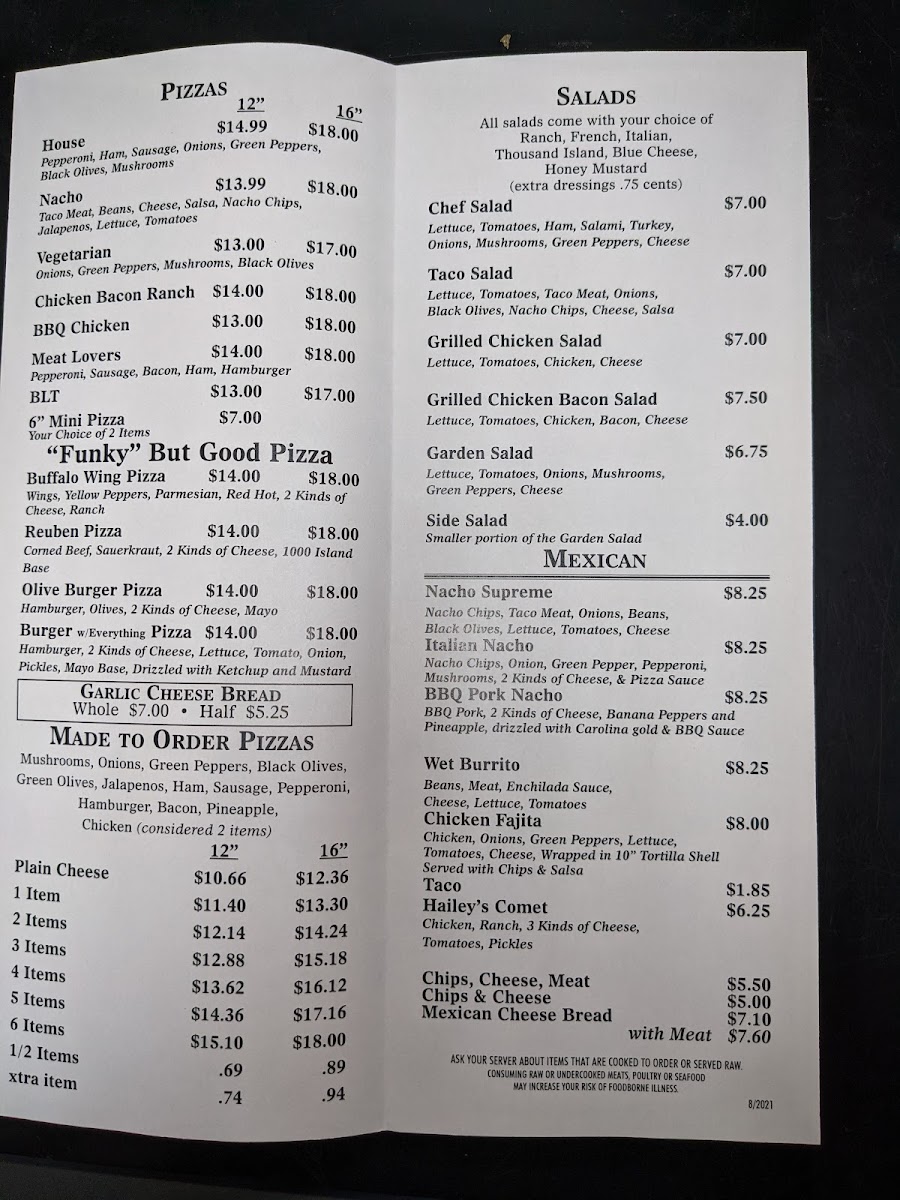 PIZZAS
12" 16"
House $14.99 $18.00
Pepperoni, Ham, Sausage, Onions, Green Peppers,
Black Olives, Mushrooms
Nacho $13.99 $18.00
Taco Meat, Beans, Cheese, Salsa, Nacho Chips,
Jalapenos, Lettuce, Tomatoes
Vegetarian $13.00 $17.00
Onions, Green Peppers, Mushrooms, Black Olives
Chicken Bacon Ranch $14.00 $18.00
BBQ Chicken $13.00 $18.00
Meat Lovers $14.00 $18.00
Pepperoni, Sausage, Bacon, Ham, Hamburger
BLT $13.00 $17.00
6" Mini Pizza $7.00
Your Choice of 2 Items
"Funky" But Good Pizza
Buffalo Wing Pizza $14.00 $18.00
Wings, Yellow Peppers, Parmesian, Red Hot, 2 Kinds of
Cheese, Ranch
Reuben Pizza $14.00 $18.00
Corned Beef, Sauerkraut, 2 Kinds of Cheese, 1000 Island
Base
Olive Burger Pizza $14.00 $18.00
Hamburger, Olives, 2 Kinds of Cheese, Mayo
Burger w/Everything Pizza $14.00 $18.00
Hamburger, 2 Kinds of Cheese, Lettuce, Tomato, Onion,
Pickles, Mayo Base, Drizzled with Ketchup and Mustard
GARLIC CHEESE BREAD
Whole $7.00 • Half $5.25
MADE TO ORDER PIZZAS
Mushrooms, Onions, Green Peppers, Black Olives,
Green Olives, Jalapenos, Ham, Sausage, Pepperoni,
Hamburger, Bacon, Pineapple,
Chicken (considered 2 items)
12" 16"
Plain Cheese $10.66 $12.36
1 Item $11.40 $13.30
2 Items $12.14 $14.24
3 Items $12.88 $15.18
4 Items $13.62 $16.12
5 Items $14.36 $17.16
6 Items $15.10 $18.00
1/2 Items .69 .89
xtra item .74 .94
SALADS
All salads come with your choice of
Ranch, French, Italian,
Thousand Island, Blue Cheese,
Honey Mustard
(extra dressings .75 cents)
Chef Salad $7.00
Lettuce, Tomatoes, Ham, Salami, Turkey,
Onions, Mushrooms, Green Peppers, Cheese
Taco Salad $7.00
Lettuce, Tomatoes, Taco Meat, Onions,
Black Olives, Nacho Chips, Cheese, Salsa
Grilled Chicken Salad $7.00
Lettuce, Tomatoes, Chicken, Cheese
Grilled Chicken Bacon Salad $7.50
Lettuce, Tomatoes, Chicken, Bacon, Cheese
Garden Salad $6.75
Lettuce, Tomatoes, Onions, Mushrooms,
Green Peppers, Cheese
Side Salad $4.00
Smaller portion of the Garden Salad
MEXICAN
Nacho Supreme $8.25
Nacho Chips, Taco Meat, Onions, Beans,
Black Olives, Lettuce, Tomatoes, Cheese
Italian Nacho $8.25
Nacho Chips, Onion, Green Pepper, Pepperoni,
Mushrooms, 2 Kinds of Cheese, & Pizza Sauce
BBQ Pork Nacho $8.25
BBQ Pork, 2 Kinds of Cheese, Banana Peppers and
Pineapple, drizzled with Carolina gold & BBQ Sauce
Wet Burrito $8.25
Beans, Meat, Enchilada Sauce,
Cheese, Lettuce, Tomatoes
Chicken Fajita $8.00
Chicken, Onions, Green Peppers, Lettuce,
Tomatoes, Cheese, Wrapped in 10" Tortilla Shell
Served with Chips & Salsa
Taco $1.85
Hailey's Comet $6.25
Chicken, Ranch, 3 Kinds of Cheese,
Tomatoes, Pickles
Chips, Cheese, Meat $5.50
Chips & Cheese $5.00
Mexican Cheese Bread $7.10
with Meat $7.60
ASK YOUR SERVER ABOUT ITEMS THAT ARE COOKED TO ORDER OR SERVED RAW.
CONSUMING RAW OR UNDERCOOKED MEATS, POULTRY OR SEAFOOD
MAY INCREASE YOUR RISK OF FOODBORNE ILLNESS.
8/2021